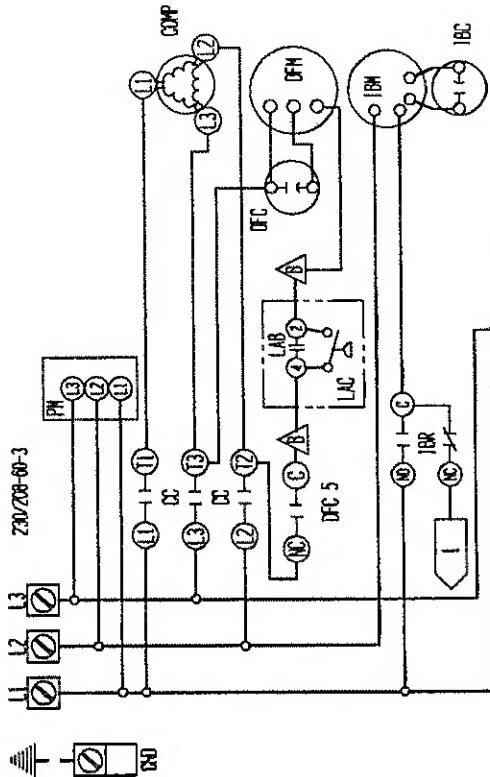 230/208-60-3
GND
L1
L2
L3
PM
L3
L2
L1
L1
T1
CC
L3
T3
CC
L2
T2
COMP
L1
L2
L3
DFC
DFM
NC
C
DFC 5
B
4
LAB
2
LAC
B
IBM
IBC
NO
C
IBR
NC
I